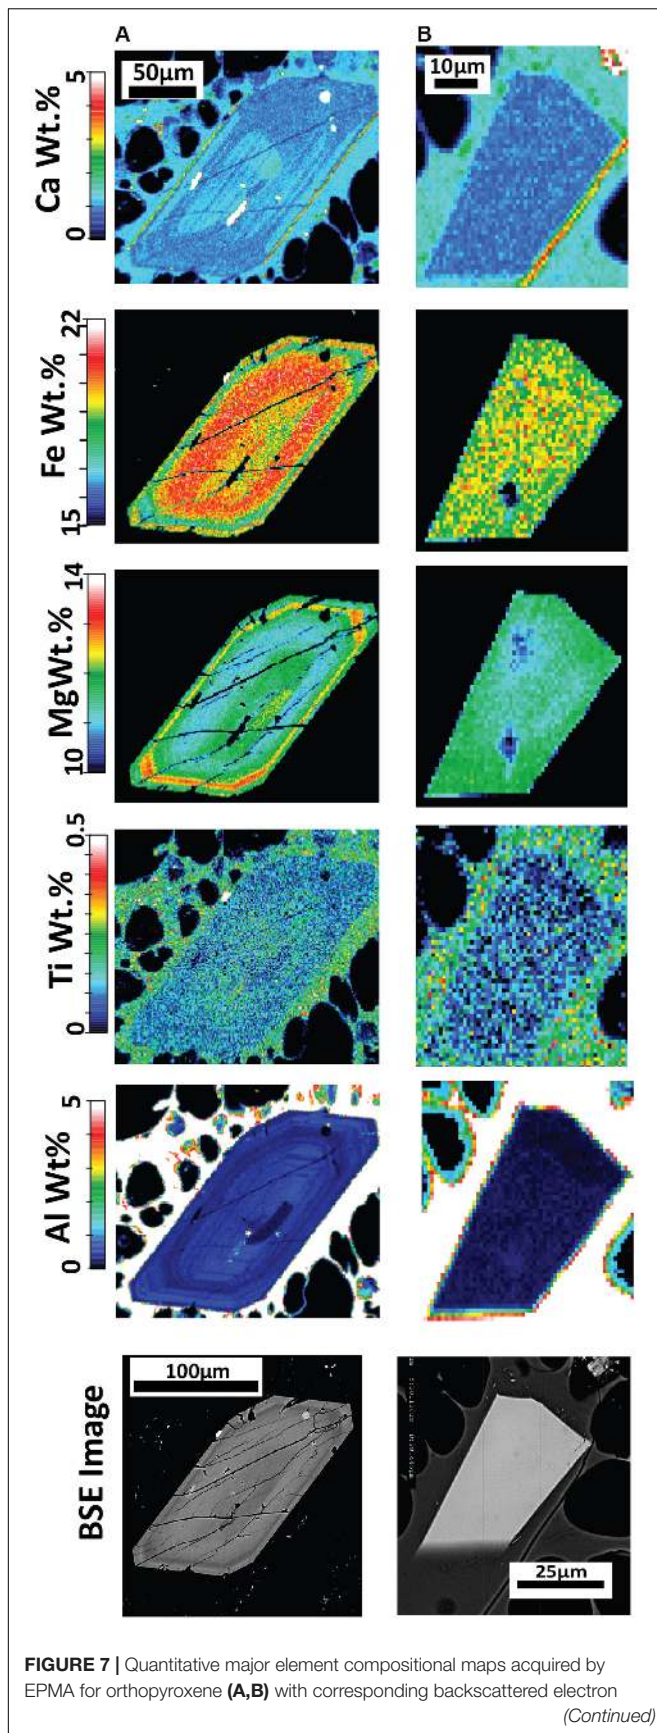 A
B
50µm
10µm
5
Ca Wt.%
0
22
Fe Wt.%
15
14
MgWt.%
10
0.5
Ti Wt.%
0
5
Al Wt%
0
100µm
BSE Image
25µm
FIGURE 7 | Quantitative major element compositional maps acquired by
EPMA for orthopyroxene (A,B) with corresponding backscattered electron
(Continued)